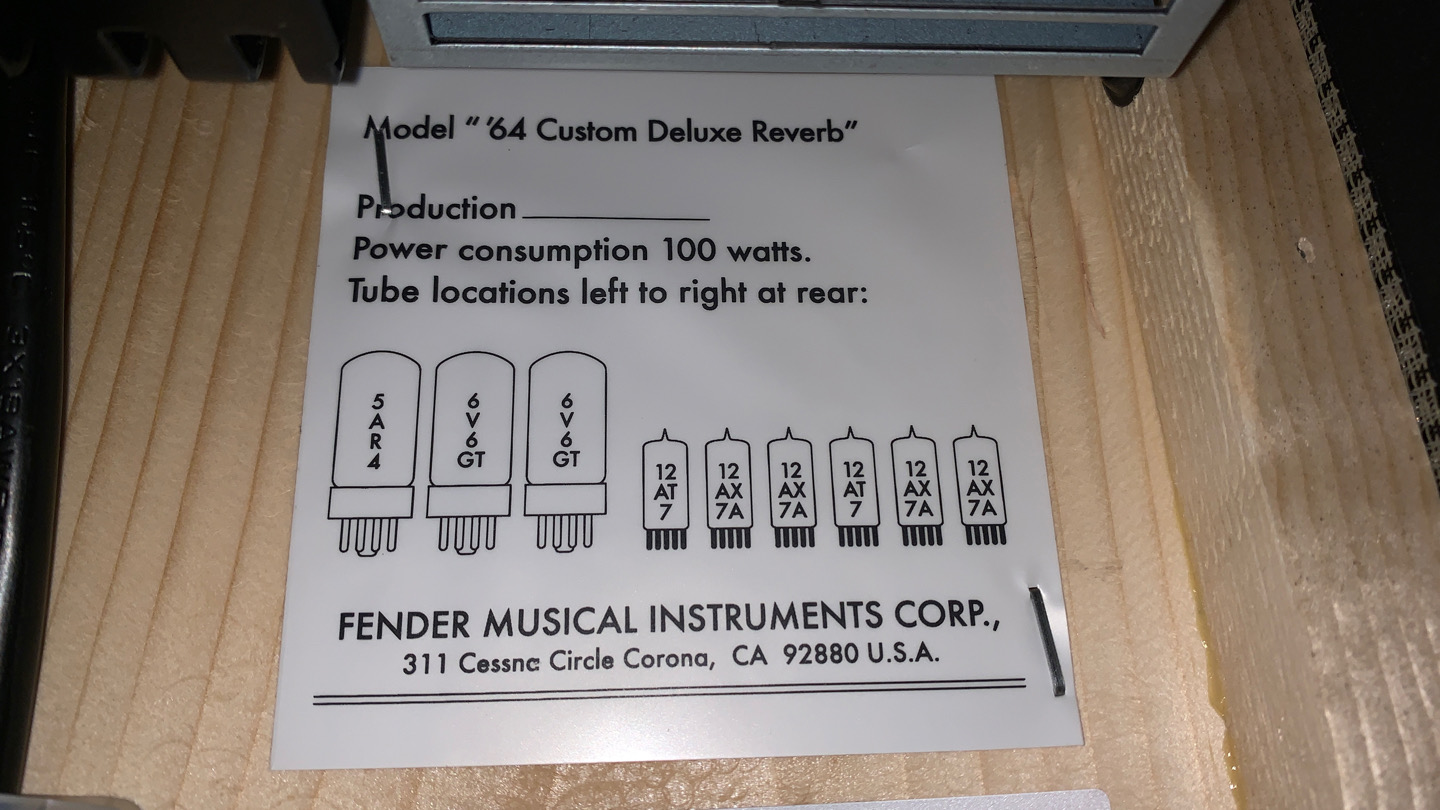 Model “ ’64 Custom Deluxe Reverb”
Production
Power consumption 100 watts.
Tube locations left to right at rear:
5
A
R
4
6
V
6
GT
6
V
6
GT
12
AT
7
12
AX
7A
12
AX
7A
12
AT
7
12
AX
7A
12
AX
7A
FENDER MUSICAL INSTRUMENTS CORP.,
311 Cessna Circle Corona, CA 92880 U.S.A.